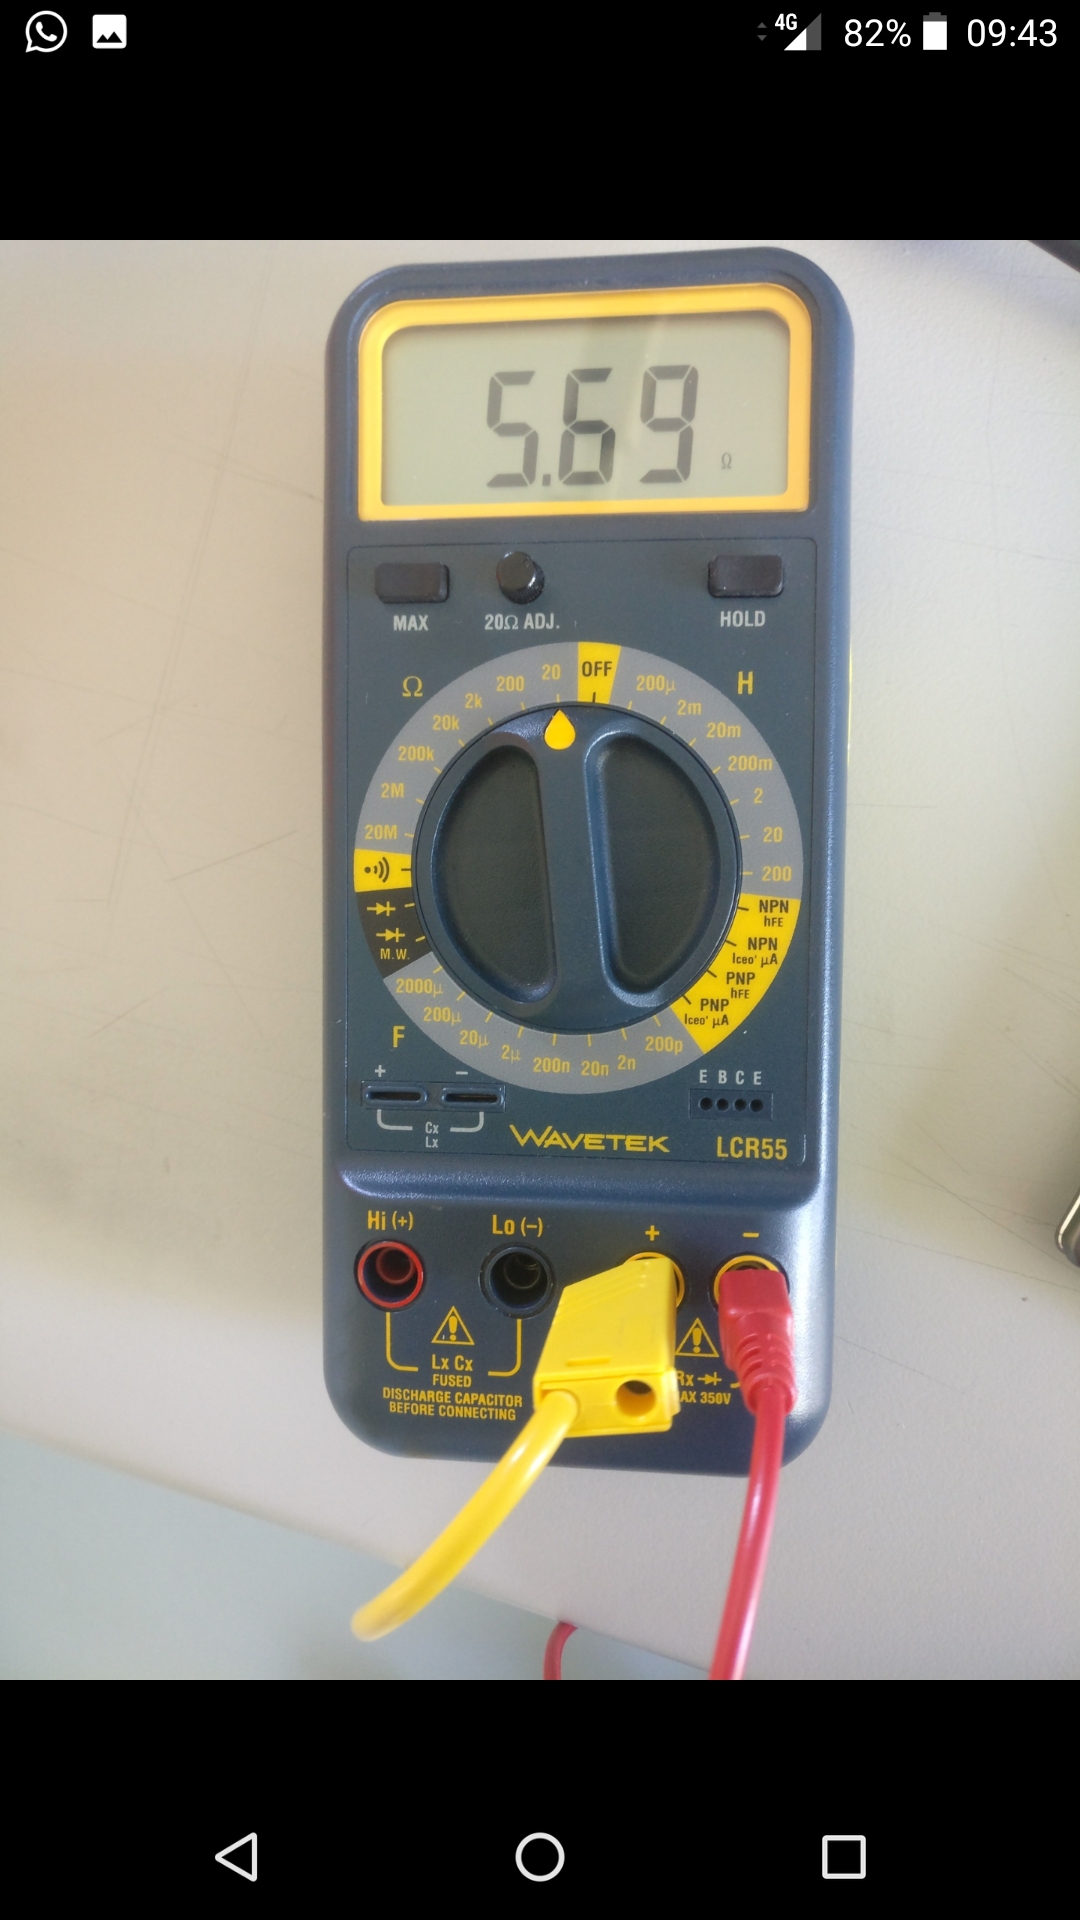 4G 82% 09:43
5.69 Ω
MAX 20Ω ADJ. HOLD
Ω
H
OFF
20
200
2k
20k
200k
2M
20M
M.W.
2000µ
200µ
20µ
2µ
200n
20n
2n
200p
F
200µ
2m
20m
200m
2
20
200
NPN
hFE
NPN
Iceo' µA
PNP
hFE
PNP
Iceo' µA
+ −
Cx
Lx
E B C E
WAVETEK LCR55
Hi (+) Lo (−) + −
Lx Cx
FUSED
DISCHARGE CAPACITOR
BEFORE CONNECTING
Rx
350V